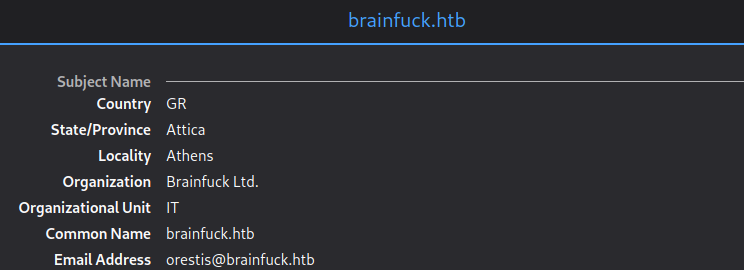 brainfuck.htb
Subject Name
Country GR
State/Province Attica
Locality Athens
Organization Brainfuck Ltd.
Organizational Unit IT
Common Name brainfuck.htb
Email Address orestis@brainfuck.htb